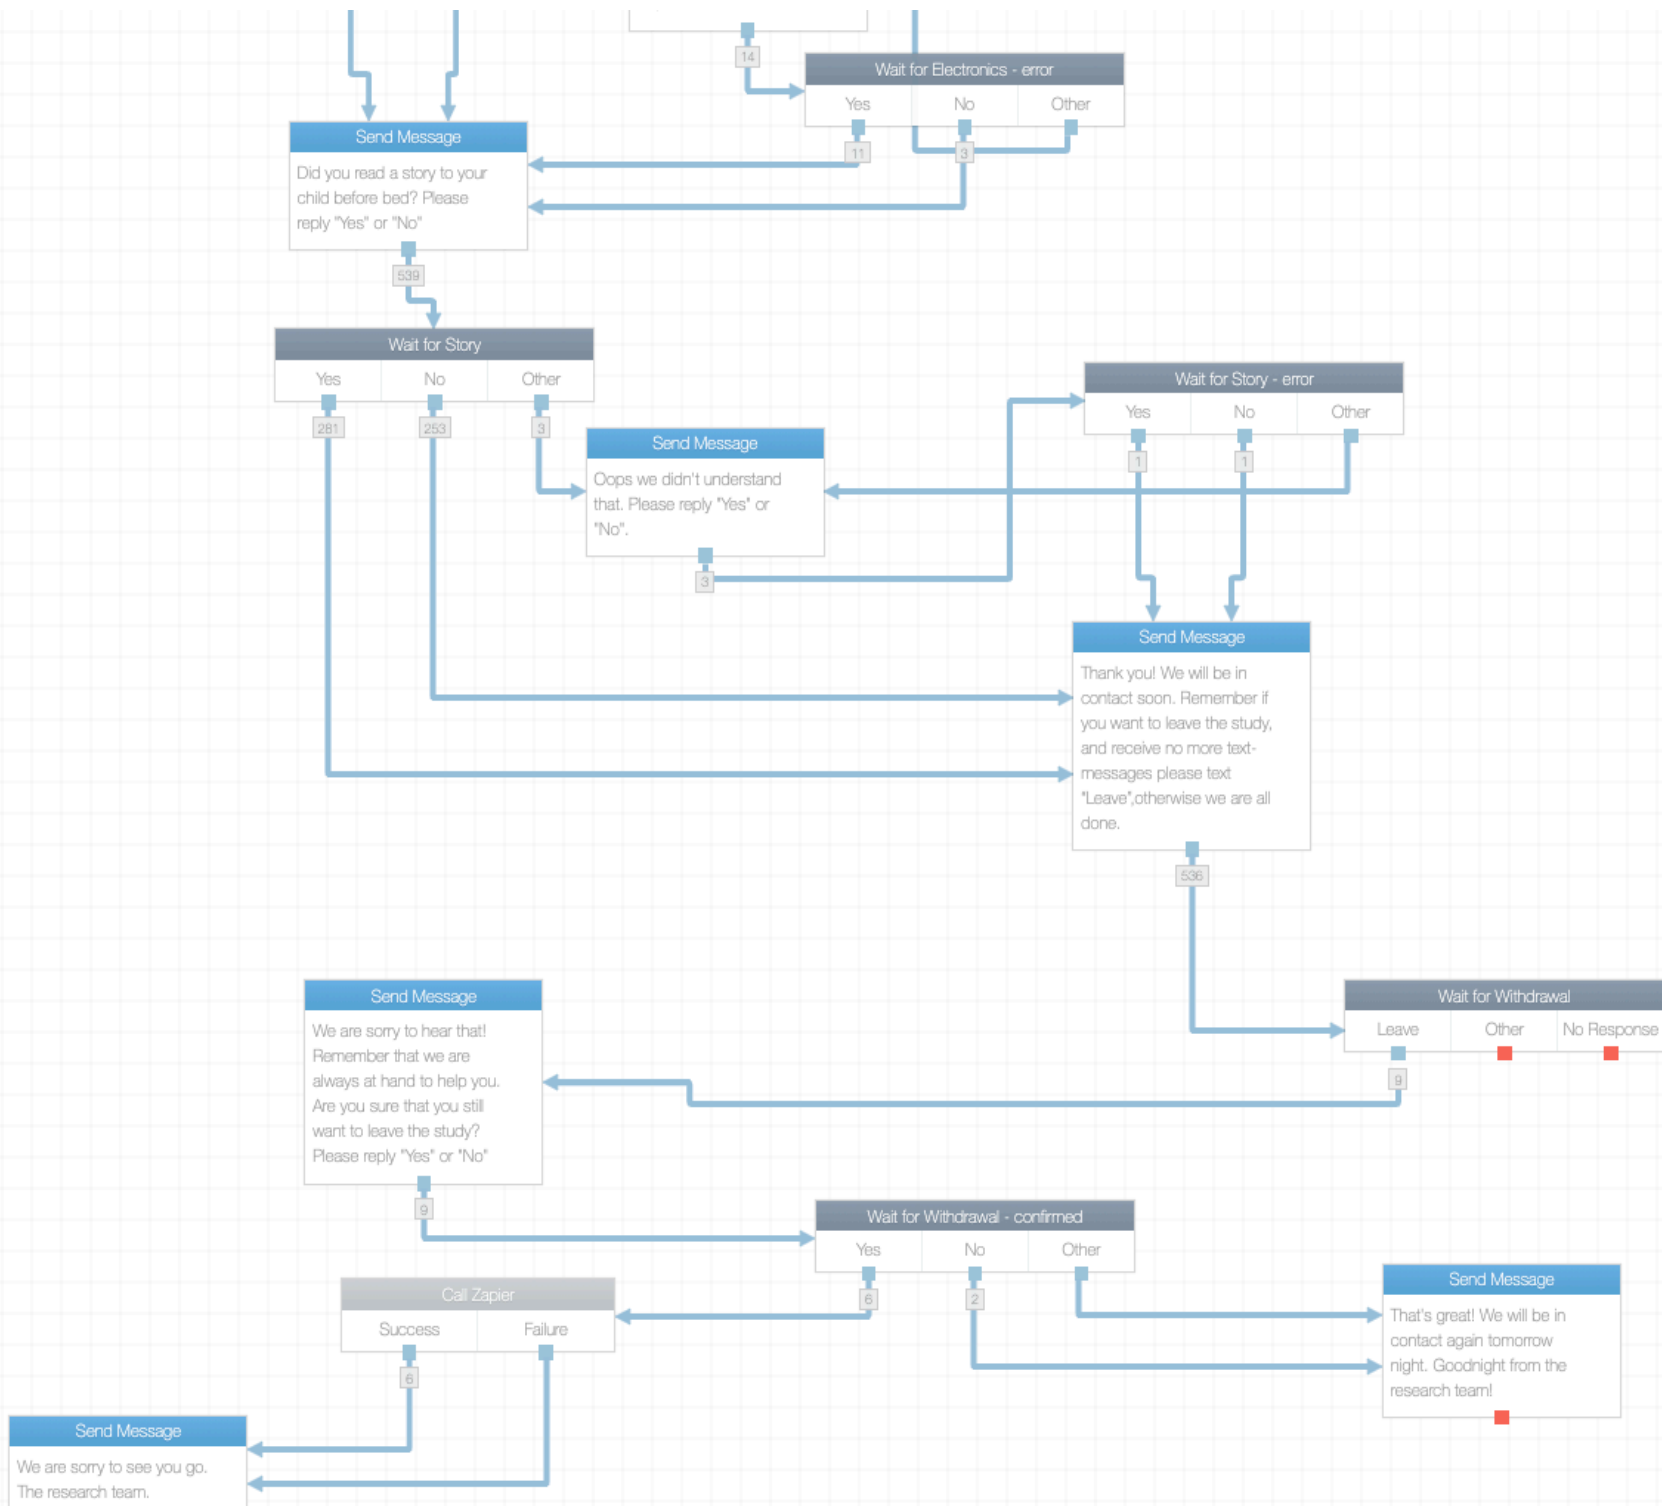 14
Wait for Electronics - error
Yes No Other
11 3
Send Message
Did you read a story to your
child before bed? Please
reply "Yes" or "No"
539
Wait for Story
Yes No Other
281 253 3
Send Message
Oops we didn't understand
that. Please reply "Yes" or
"No".
3
Wait for Story - error
Yes No Other
1 1
Send Message
Thank you! We will be in
contact soon. Remember if
you want to leave the study,
and receive no more text-
messages please text
"Leave",otherwise we are all
done.
536
Wait for Withdrawal
Leave Other No Response
9
Send Message
We are sorry to hear that!
Remember that we are
always at hand to help you.
Are you sure that you still
want to leave the study?
Please reply "Yes" or "No"
9
Wait for Withdrawal - confirmed
Yes No Other
6 2
Call Zapier
Success Failure
6
Send Message
That's great! We will be in
contact again tomorrow
night. Goodnight from the
research team!
Send Message
We are sorry to see you go.
The research team.